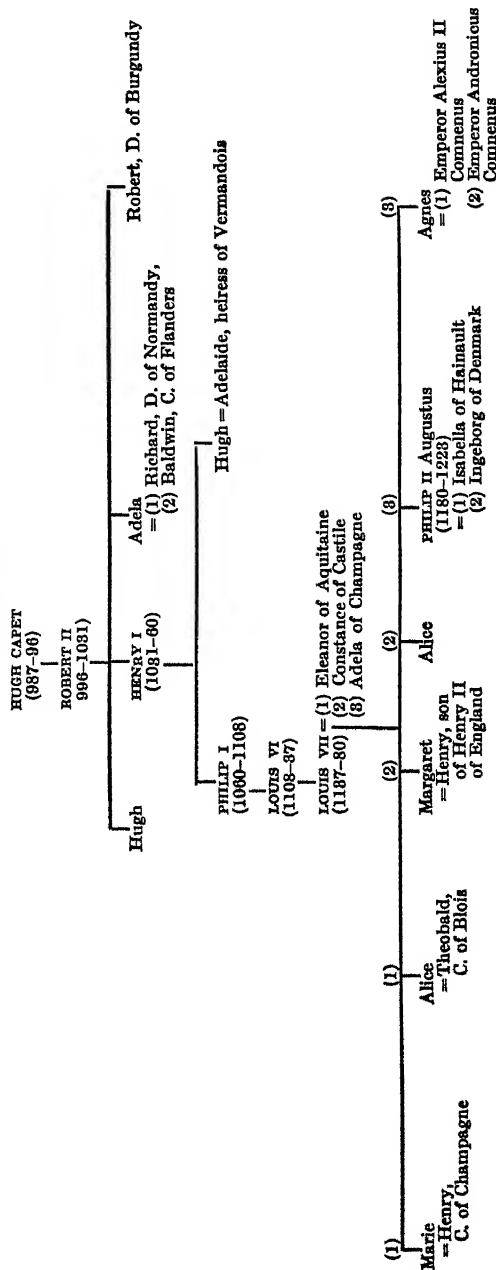 HUGH CAPET
(987–96)
ROBERT II
996–1031)
Hugh
HENRY I
(1031–60)
Adela
=(1) Richard, D. of Normandy,
(2) Baldwin, C. of Flanders
Robert, D. of Burgundy
PHILIP I
(1060–1108)
Hugh=Adelaide, heiress of Vermandois
LOUIS VI
(1108–37)
LOUIS VII=(1) Eleanor of Aquitaine
(1137–80) (2) Constance of Castile
(3) Adela of Champagne
(1)
Marie
=Henry,
C. of Champagne
(1)
Alice
=Theobald,
C. of Blois
(2)
Margaret
=Henry, son
of Henry II
of England
(2)
Alice
(3)
PHILIP II Augustus
(1180–1223)
=(1) Isabella of Hainault
(2) Ingeborg of Denmark
(3)
Agnes
=(1) Emperor Alexius II
Comnenus
(2) Emperor Andronicus
Comnenus